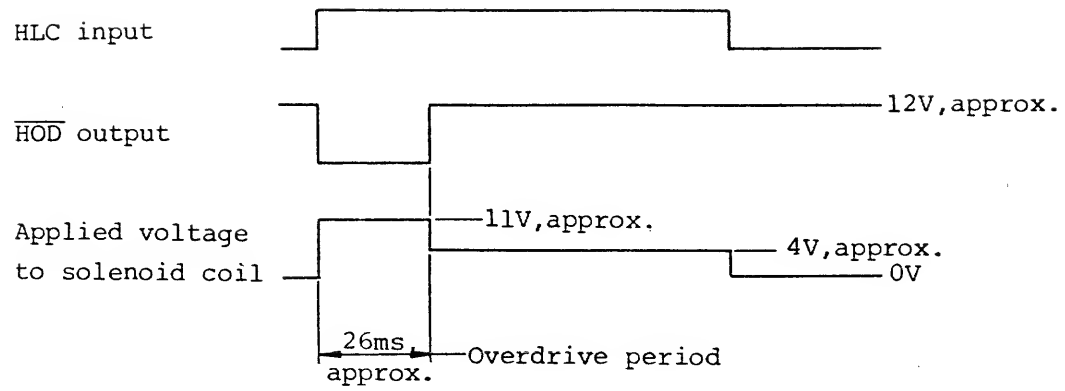 HLC input
H̅O̅D̅ output
12V,approx.
Applied voltage
to solenoid coil
11V,approx.
4V,approx.
0V
26ms,
approx.
Overdrive period